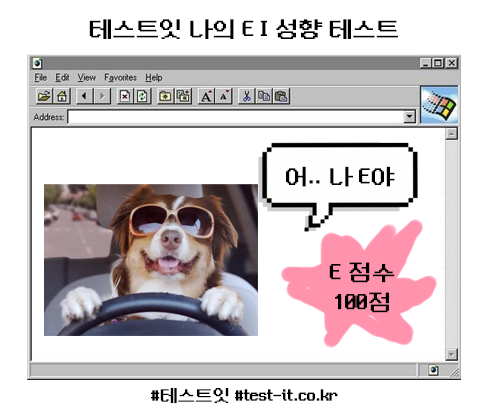 테스트잇 나의 E I 성향 테스트
File Edit View Favorites Help
A A
Address:
어.. 나 E야
E 점수
100점
#테스트잇 #test-it.co.kr